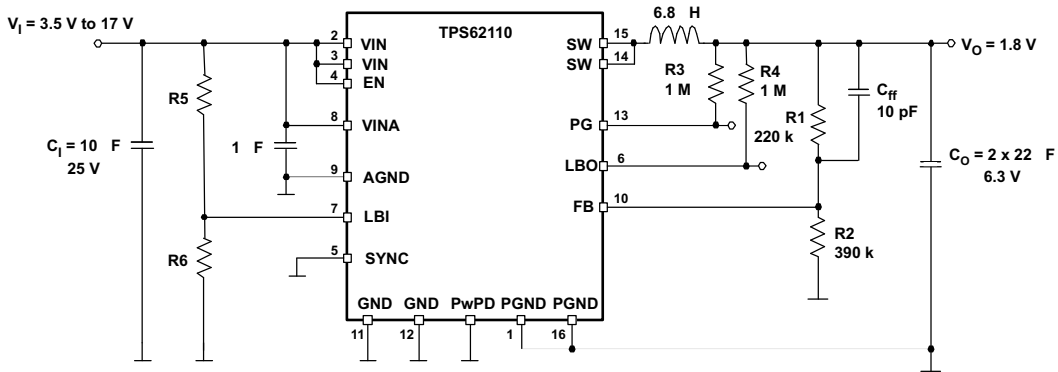 V_I = 3.5 V to 17 V
TPS62110
6.8 H
2 VIN
3 VIN
4 EN
15 SW
14 SW
V_O = 1.8 V
R3
1 M
R4
1 M
R5
R1
220 k
C_ff
10 pF
8 VINA
PG 13
C_I = 10 F
25 V
1 F
LBO 6
C_O = 2 x 22 F
6.3 V
9 AGND
7 LBI
FB 10
R6
R2
390 k
5 SYNC
GND GND PwPD PGND PGND
11 12 1 16